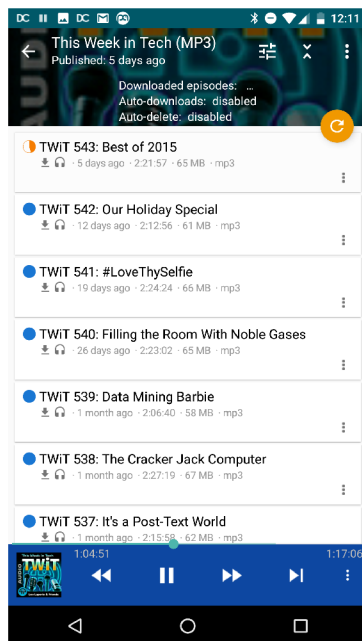 DC DC 12:11
This Week in Tech (MP3)
Published: 5 days ago
Downloaded episodes: ...
Auto-downloads: disabled
Auto-delete: disabled
TWiT 543: Best of 2015
· 5 days ago · 2:21:57 · 65 MB · mp3
TWiT 542: Our Holiday Special
· 12 days ago · 2:12:56 · 61 MB · mp3
TWiT 541: #LoveThySelfie
· 19 days ago · 2:24:24 · 66 MB · mp3
TWiT 540: Filling the Room With Noble Gases
· 26 days ago · 2:23:02 · 65 MB · mp3
TWiT 539: Data Mining Barbie
· 1 month ago · 2:06:40 · 58 MB · mp3
TWiT 538: The Cracker Jack Computer
· 1 month ago · 2:27:19 · 67 MB · mp3
TWiT 537: It's a Post-Text World
· 1 month ago · 2:15:58 · 62 MB · mp3
1:04:51 1:17:06
This Week in Tech
AUDIO
TWiT